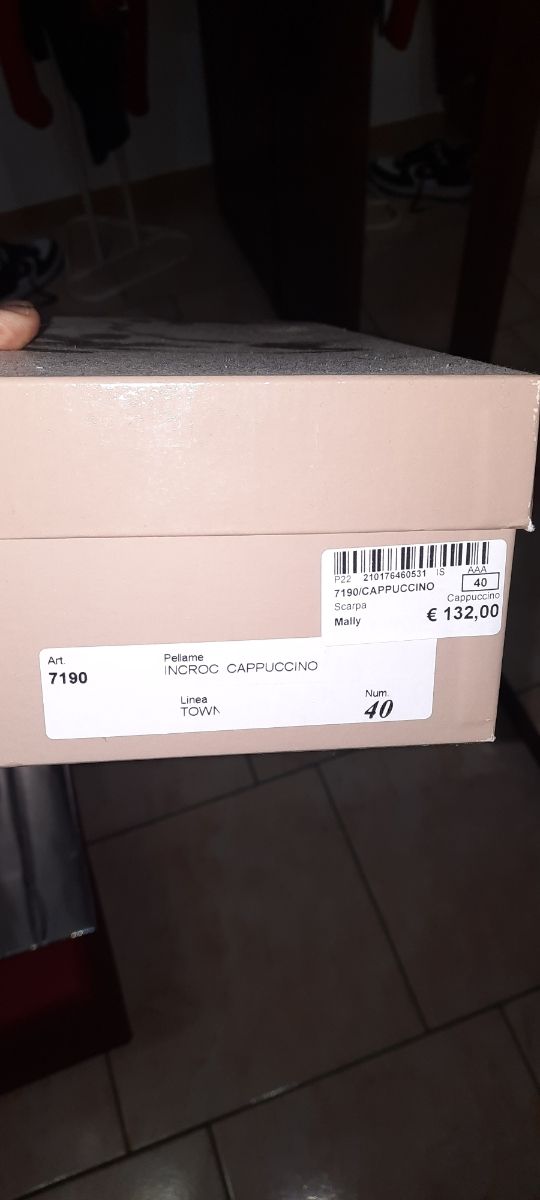 P22 210176460531 IS AAA
7190/CAPPUCCINO 40
Scarpa Cappuccino
Mally € 132,00
Art. Pellame
7190 INCROC CAPPUCCINO
Linea Num.
TOWN 40